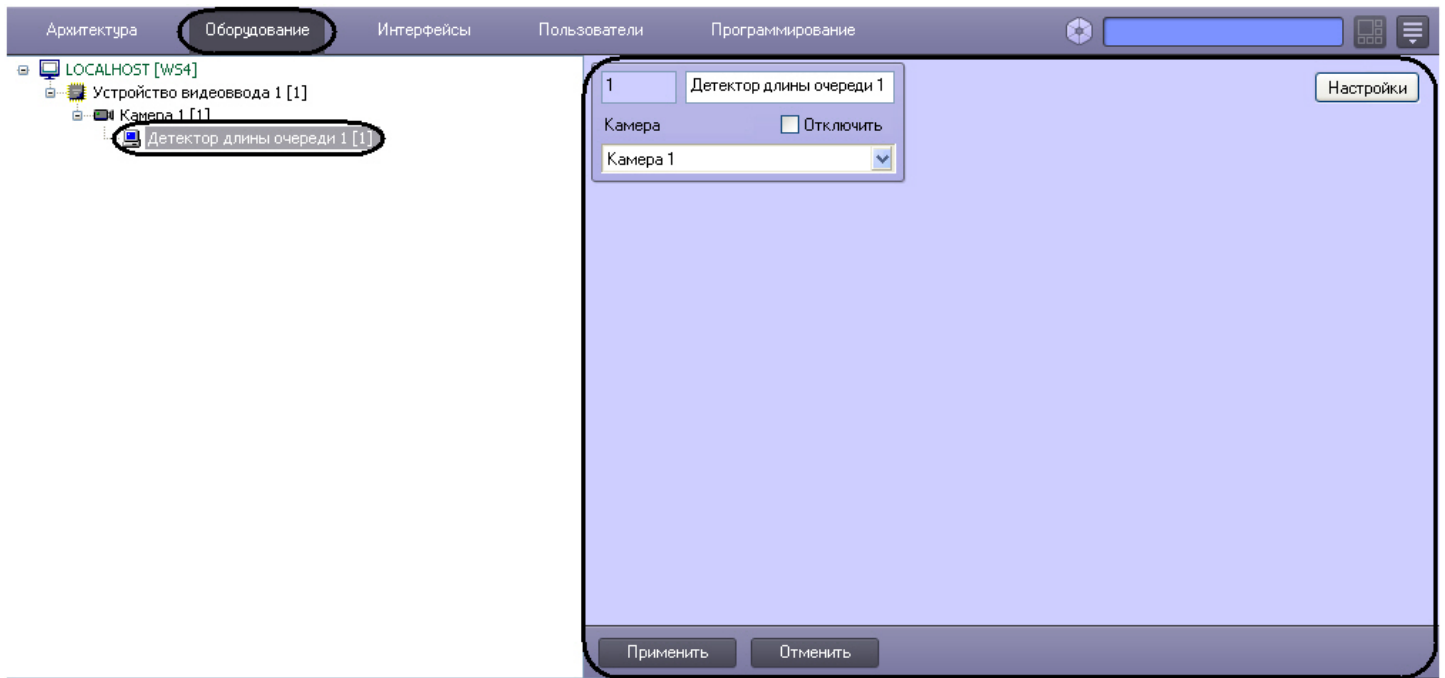 Архитектура Оборудование Интерфейсы Пользователи Программирование
LOCALHOST [WS4]
Устройство видеоввода 1 [1]
Камера 1 [1]
Детектор длины очереди 1 [1]
1 Детектор длины очереди 1
Настройки
Камера Отключить
Камера 1
Применить Отменить